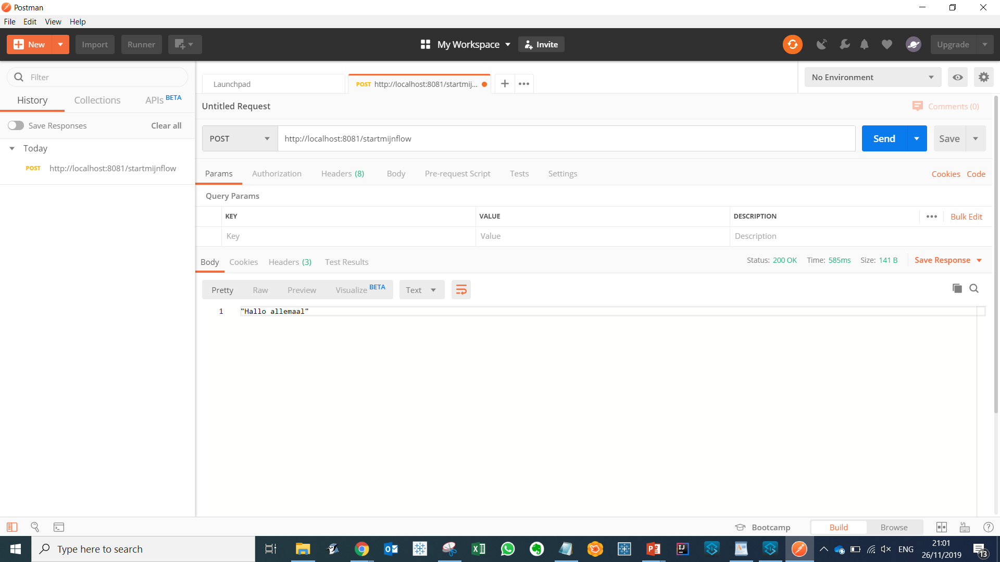 Postman
File Edit View Help
New Import Runner My Workspace Invite Upgrade
Filter
History Collections APIs BETA
Save Responses Clear all
Today
POST http://localhost:8081/startmijnflow
Launchpad POST http://localhost:8081/startmij... No Environment
Untitled Request Comments (0)
POST http://localhost:8081/startmijnflow Send Save
Params Authorization Headers (8) Body Pre-request Script Tests Settings Cookies Code
Query Params
KEY VALUE DESCRIPTION Bulk Edit
Key Value Description
Body Cookies Headers (3) Test Results Status: 200 OK Time: 585ms Size: 141 B Save Response
Pretty Raw Preview Visualize BETA Text
1 "Hallo allemaal"
Bootcamp Build Browse
Type here to search ENG 21:01
26/11/2019 13